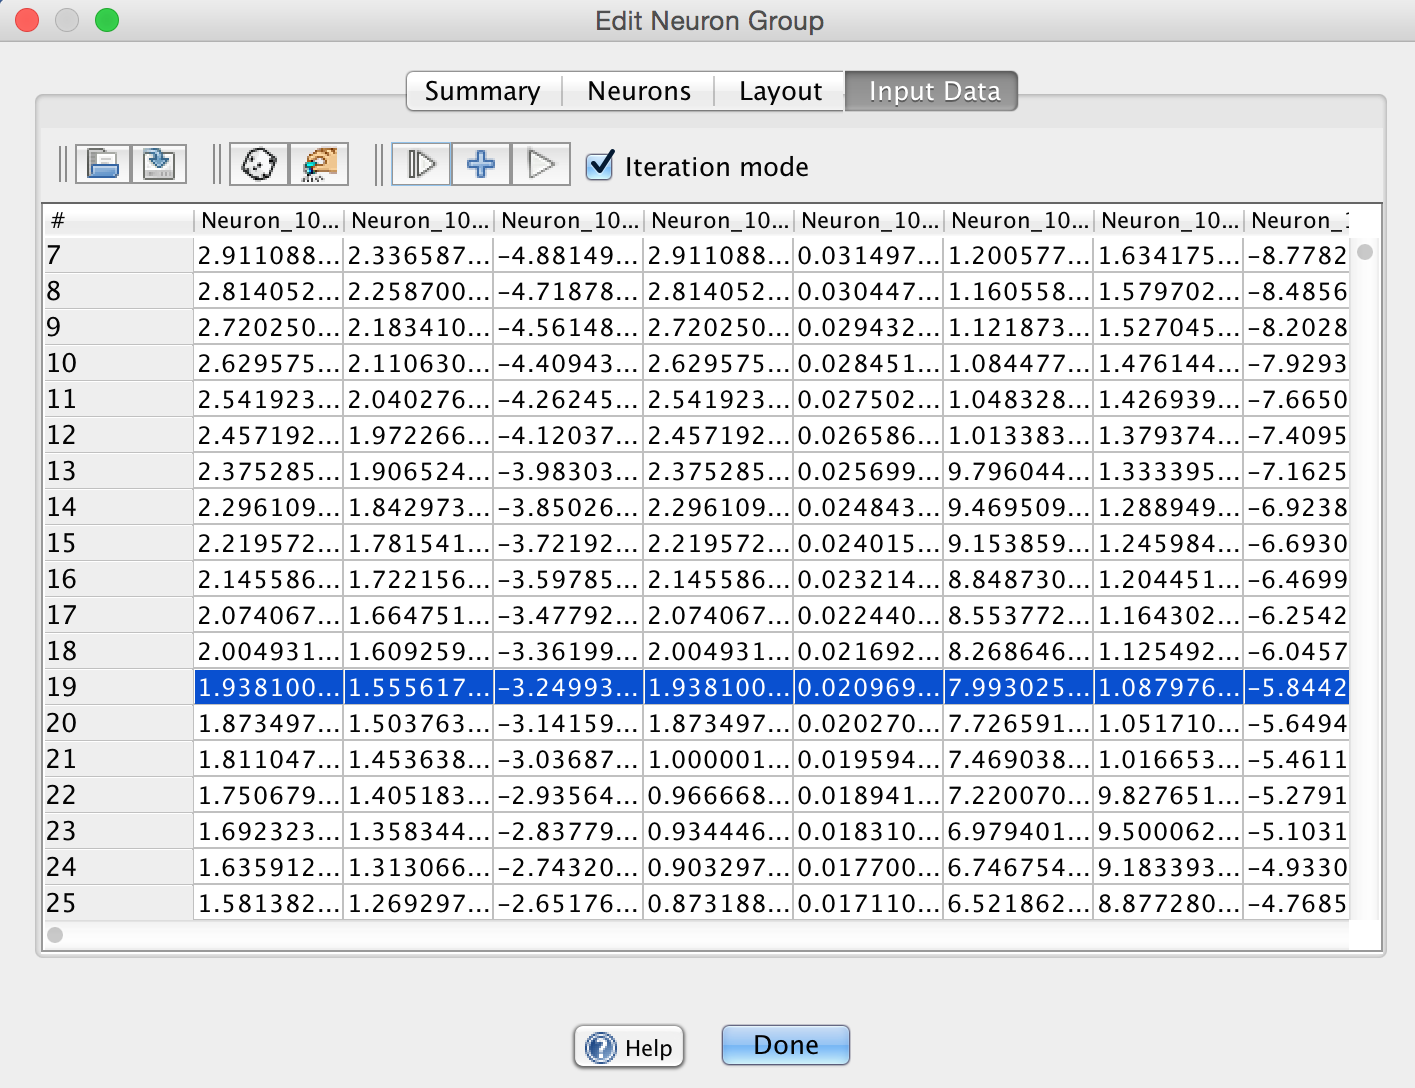 Edit Neuron Group
Summary Neurons Layout Input Data
Iteration mode
# Neuron_10... Neuron_10... Neuron_10... Neuron_10... Neuron_10... Neuron_10... Neuron_10... Neuron_1
7 2.911088... 2.336587... -4.88149... 2.911088... 0.031497... 1.200577... 1.634175... -8.7782
8 2.814052... 2.258700... -4.71878... 2.814052... 0.030447... 1.160558... 1.579702... -8.4856
9 2.720250... 2.183410... -4.56148... 2.720250... 0.029432... 1.121873... 1.527045... -8.2028
10 2.629575... 2.110630... -4.40943... 2.629575... 0.028451... 1.084477... 1.476144... -7.9293
11 2.541923... 2.040276... -4.26245... 2.541923... 0.027502... 1.048328... 1.426939... -7.6650
12 2.457192... 1.972266... -4.12037... 2.457192... 0.026586... 1.013383... 1.379374... -7.4095
13 2.375285... 1.906524... -3.98303... 2.375285... 0.025699... 9.796044... 1.333395... -7.1625
14 2.296109... 1.842973... -3.85026... 2.296109... 0.024843... 9.469509... 1.288949... -6.9238
15 2.219572... 1.781541... -3.72192... 2.219572... 0.024015... 9.153859... 1.245984... -6.6930
16 2.145586... 1.722156... -3.59785... 2.145586... 0.023214... 8.848730... 1.204451... -6.4699
17 2.074067... 1.664751... -3.47792... 2.074067... 0.022440... 8.553772... 1.164302... -6.2542
18 2.004931... 1.609259... -3.36199... 2.004931... 0.021692... 8.268646... 1.125492... -6.0457
19 1.938100... 1.555617... -3.24993... 1.938100... 0.020969... 7.993025... 1.087976... -5.8442
20 1.873497... 1.503763... -3.14159... 1.873497... 0.020270... 7.726591... 1.051710... -5.6494
21 1.811047... 1.453638... -3.03687... 1.000001... 0.019594... 7.469038... 1.016653... -5.4611
22 1.750679... 1.405183... -2.93564... 0.966668... 0.018941... 7.220070... 9.827651... -5.2791
23 1.692323... 1.358344... -2.83779... 0.934446... 0.018310... 6.979401... 9.500062... -5.1031
24 1.635912... 1.313066... -2.74320... 0.903297... 0.017700... 6.746754... 9.183393... -4.9330
25 1.581382... 1.269297... -2.65176... 0.873188... 0.017110... 6.521862... 8.877280... -4.7685
? Help Done